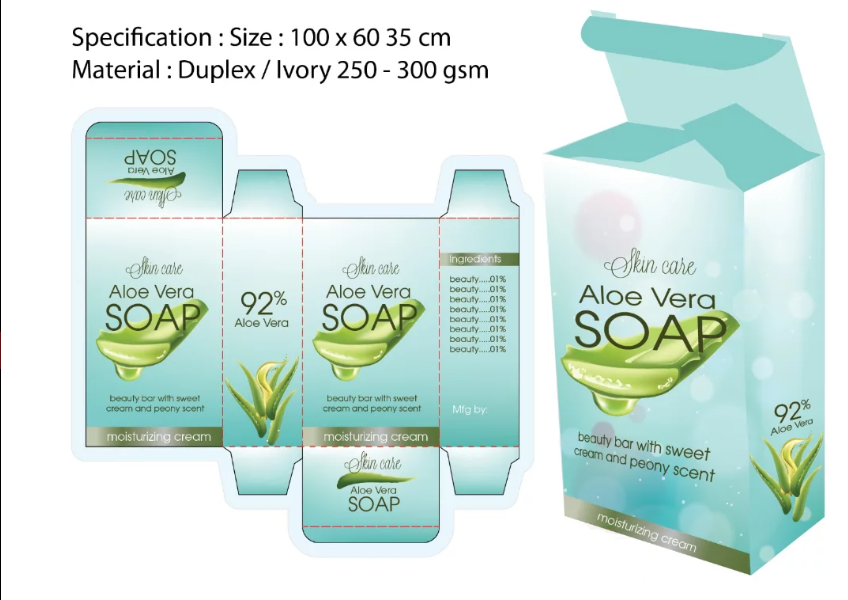 Specification : Size : 100 x 60 35 cm
Material : Duplex / Ivory 250 - 300 gsm
SOAP
Aloe Vera
Skin care
Skin care
Aloe Vera
SOAP
beauty bar with sweet
cream and peony scent
moisturizing cream
92%
Aloe Vera
Skin care
Aloe Vera
SOAP
beauty bar with sweet
cream and peony scent
moisturizing cream
Skin care
Aloe Vera
SOAP
Ingredients
beauty.....01%
beauty.....01%
beauty.....01%
beauty.....01%
beauty.....01%
beauty.....01%
beauty.....01%
beauty.....01%
Mfg by:
Skin care
Aloe Vera
SOAP
beauty bar with sweet
cream and peony scent
moisturizing cream
92%
Aloe Vera